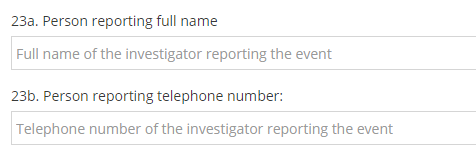 23a. Person reporting full name
Full name of the investigator reporting the event
23b. Person reporting telephone number:
Telephone number of the investigator reporting the event